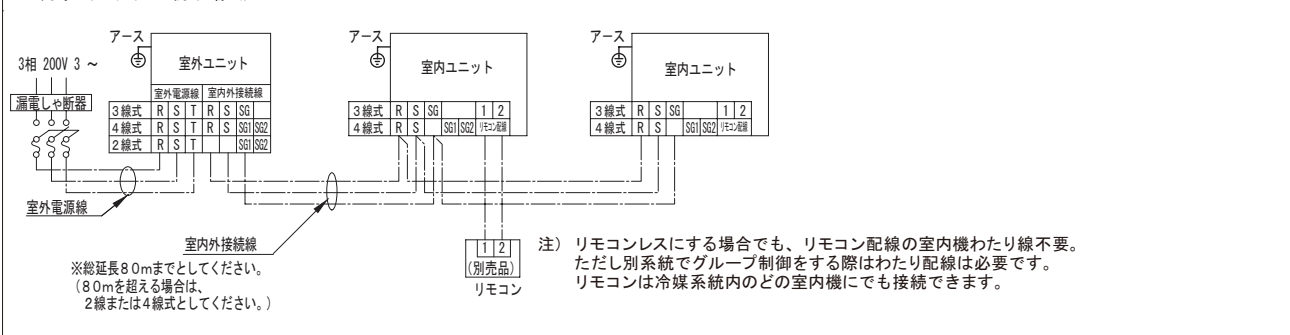 アース
3相 200V 3 ～
漏電しゃ断器
室外ユニット
室外電源線 室内外接続線
3線式 R S T R S SG
4線式 R S T R S SG1 SG2
2線式 R S T SG1 SG2
室外電源線
アース
室内ユニット
3線式 R S SG 1 2
4線式 R S SG1 SG2 リモコン配線
アース
室内ユニット
3線式 R S SG 1 2
4線式 R S SG1 SG2 リモコン配線
室内外接続線
※総延長80mまでとしてください。
(80mを超える場合は、
2線または4線式としてください。)
1 2
(別売品)
リモコン
注) リモコンレスにする場合でも、リモコン配線の室内機わたり線不要。
ただし別系統でグループ制御をする際はわたり配線は必要です。
リモコンは冷媒系統内のどの室内機にでも接続できます。